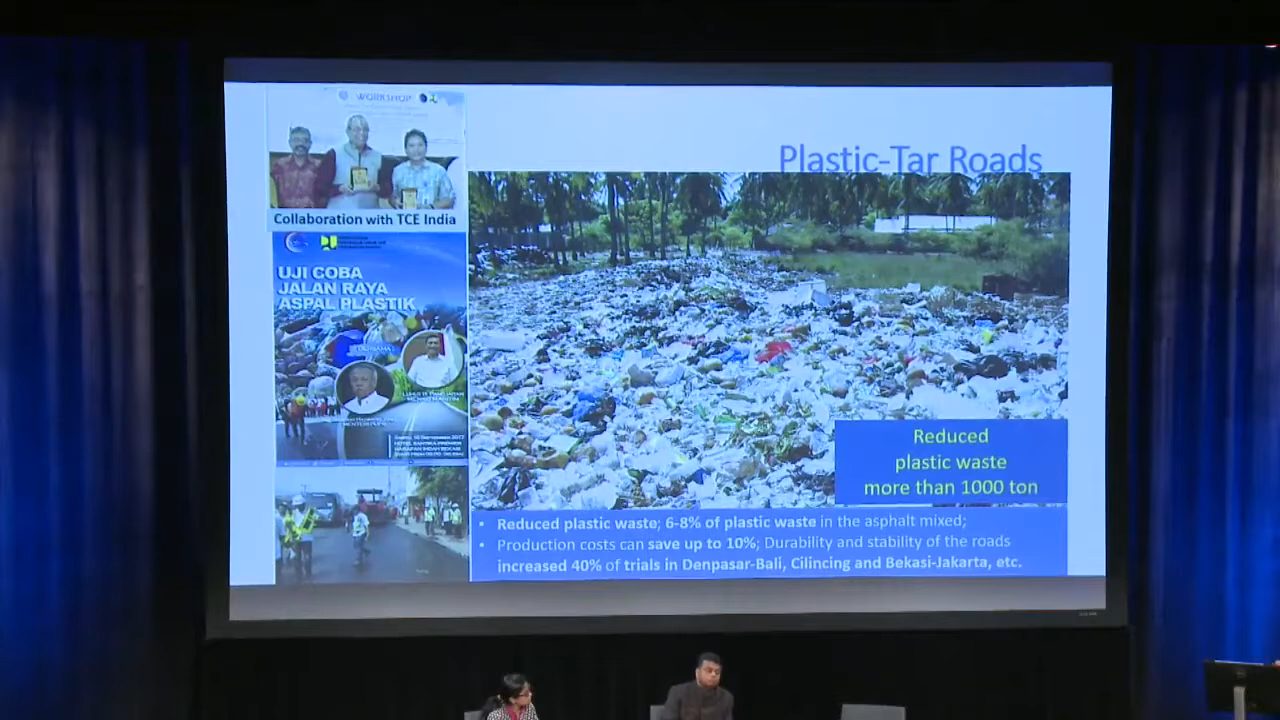 WORKSHOP
Plastic-Tar Roads
Collaboration with TCE India
UJI COBA
JALAN RAYA
ASPAL PLASTIK
Reduced
plastic waste
more than 1000 ton
• Reduced plastic waste; 6-8% of plastic waste in the asphalt mixed;
• Production costs can save up to 10%; Durability and stability of the roads
increased 40% of trials in Denpasar-Bali, Cilincing and Bekasi-Jakarta, etc.